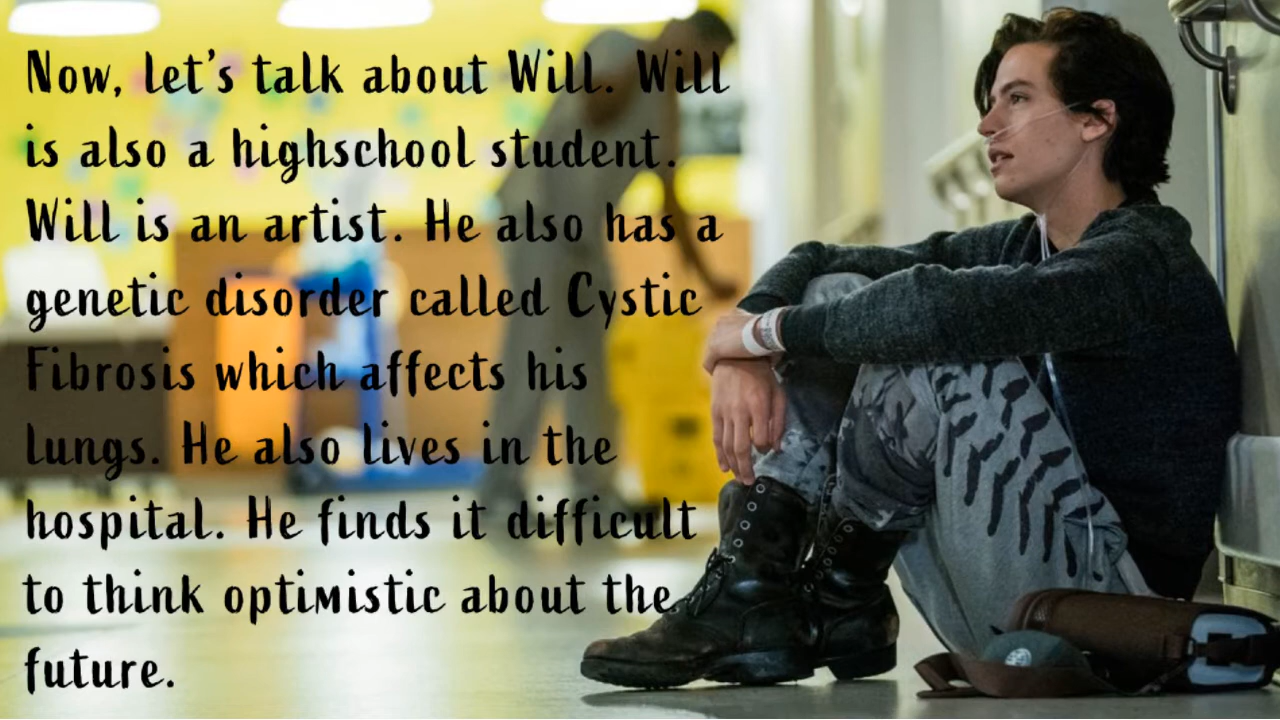 Now, let's talk about Will. Will
is also a highschool student.
Will is an artist. He also has a
genetic disorder called Cystic
Fibrosis which affects his
lungs. He also lives in the
hospital. He finds it difficult
to think optimistic about the
future.